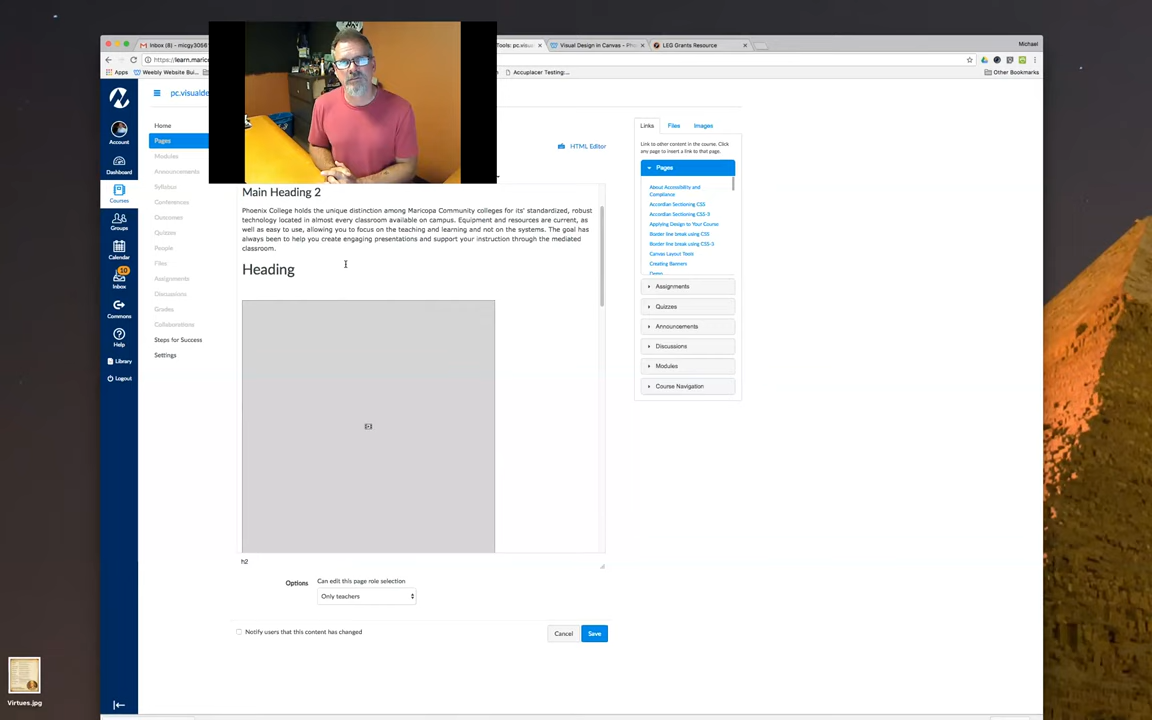 Inbox (8) - micgy3056
Tools: pc.visual
Visual Design in Canvas - Ph
LEG Grants Resource
Michael
https://learn.maric
Apps
Weebly Website Bui...
Accuplacer Testing:...
Other Bookmarks
Account
Dashboard
Courses
Groups
Calendar
10
Inbox
Commons
Help
Library
Logout
pc.visualde
Home
Pages
Modules
Announcements
Syllabus
Conferences
Outcomes
Quizzes
People
Files
Assignments
Discussions
Grades
Collaborations
Steps for Success
Settings
HTML Editor
Main Heading 2
Phoenix College holds the unique distinction among Maricopa Community colleges for its' standardized, robust
technology located in almost every classroom available on campus. Equipment and resources are current, as
well as easy to use, allowing you to focus on the teaching and learning and not on the systems. The goal has
always been to help you create engaging presentations and support your instruction through the mediated
classroom.
Heading
h2
Options
Can edit this page role selection
Only teachers
Notify users that this content has changed
Cancel
Save
Links
Files
Images
Link to other content in the course. Click
any page to insert a link to that page.
Pages
About Accessibility and
Compliance
Accordian Sectioning CSS
Accordian Sectioning CSS-3
Applying Design to Your Course
Border line break using CSS
Border line break using CSS-3
Canvas Layout Tools
Creating Banners
Demo
Assignments
Quizzes
Announcements
Discussions
Modules
Course Navigation
Virtues.jpg